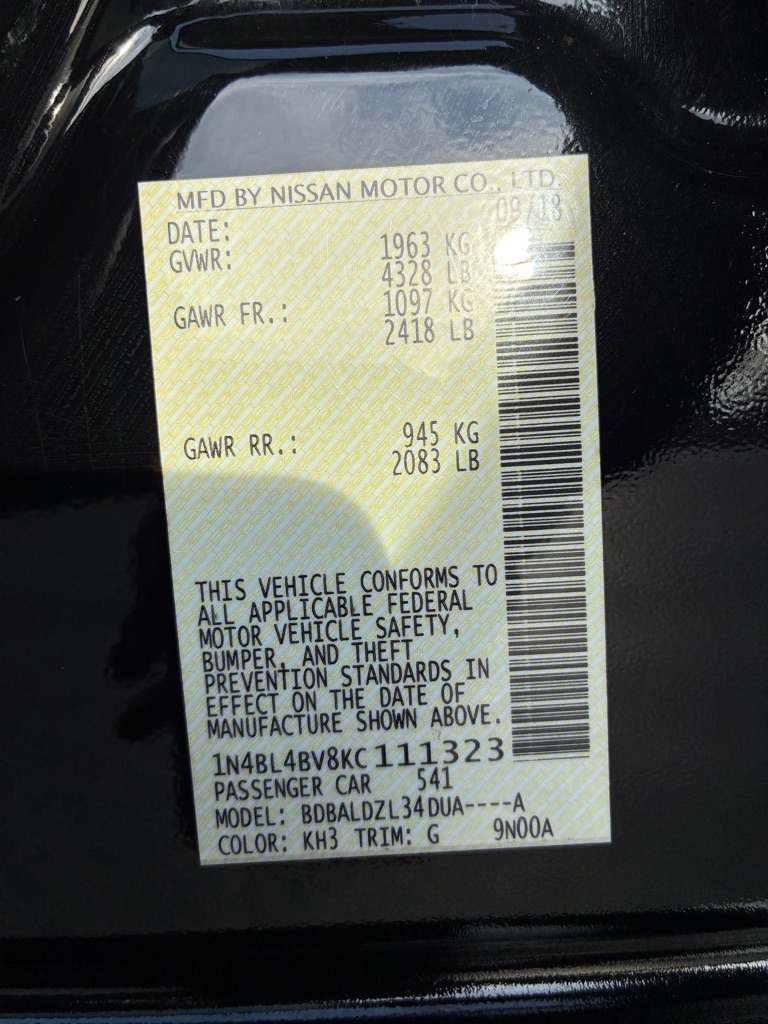 MFD BY NISSAN MOTOR CO., LTD.
DATE: 09/18
GVWR: 1963 KG
4328 LB
GAWR FR.: 1097 KG
2418 LB
GAWR RR.: 945 KG
2083 LB
THIS VEHICLE CONFORMS TO
ALL APPLICABLE FEDERAL
MOTOR VEHICLE SAFETY,
BUMPER, AND THEFT
PREVENTION STANDARDS IN
EFFECT ON THE DATE OF
MANUFACTURE SHOWN ABOVE.
1N4BL4BV8KC111323
PASSENGER CAR 541
MODEL: BDBALDZL34DUA----A
COLOR: KH3 TRIM: G 9N00A